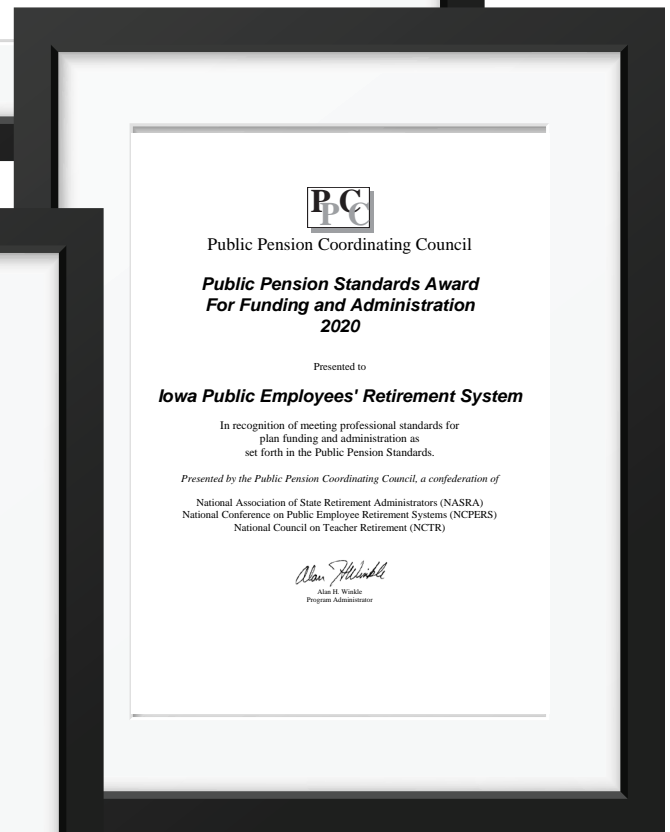 PPCC
Public Pension Coordinating Council
Public Pension Standards Award
For Funding and Administration
2020
Presented to
Iowa Public Employees' Retirement System
In recognition of meeting professional standards for
plan funding and administration as
set forth in the Public Pension Standards.
Presented by the Public Pension Coordinating Council, a confederation of
National Association of State Retirement Administrators (NASRA)
National Conference on Public Employee Retirement Systems (NCPERS)
National Council on Teacher Retirement (NCTR)
Alan H Winkle
Alan H. Winkle
Program Administrator